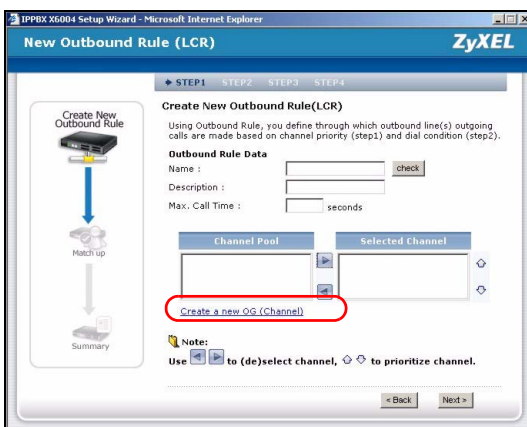 IPPBX X6004 Setup Wizard - Microsoft Internet Explorer
New Outbound Rule (LCR)
ZyXEL
STEP1 STEP2 STEP3 STEP4
Create New
Outbound Rule
Match up
Summary
Create New Outbound Rule(LCR)
Using Outbound Rule, you define through which outbound line(s) outgoing
calls are made based on channel priority (step1) and dial condition (step2).
Outbound Rule Data
Name :
check
Description :
Max. Call Time :
seconds
Channel Pool
Selected Channel
Create a new OG (Channel)
Note:
Use to (de)select channel, to prioritize channel.
< Back
Next >